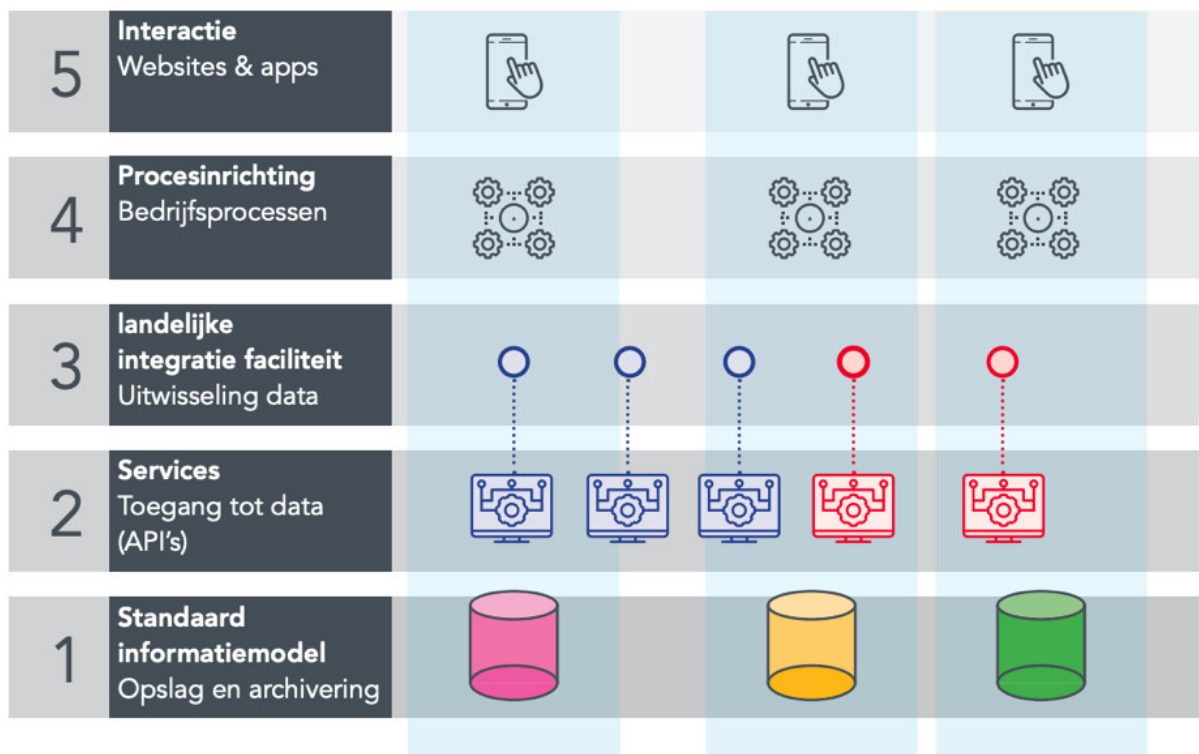 5
Interactie
Websites & apps
4
Procesinrichting
Bedrijfsprocessen
3
landelijke
integratie faciliteit
Uitwisseling data
2
Services
Toegang tot data
(API's)
1
Standaard
informatiemodel
Opslag en archivering